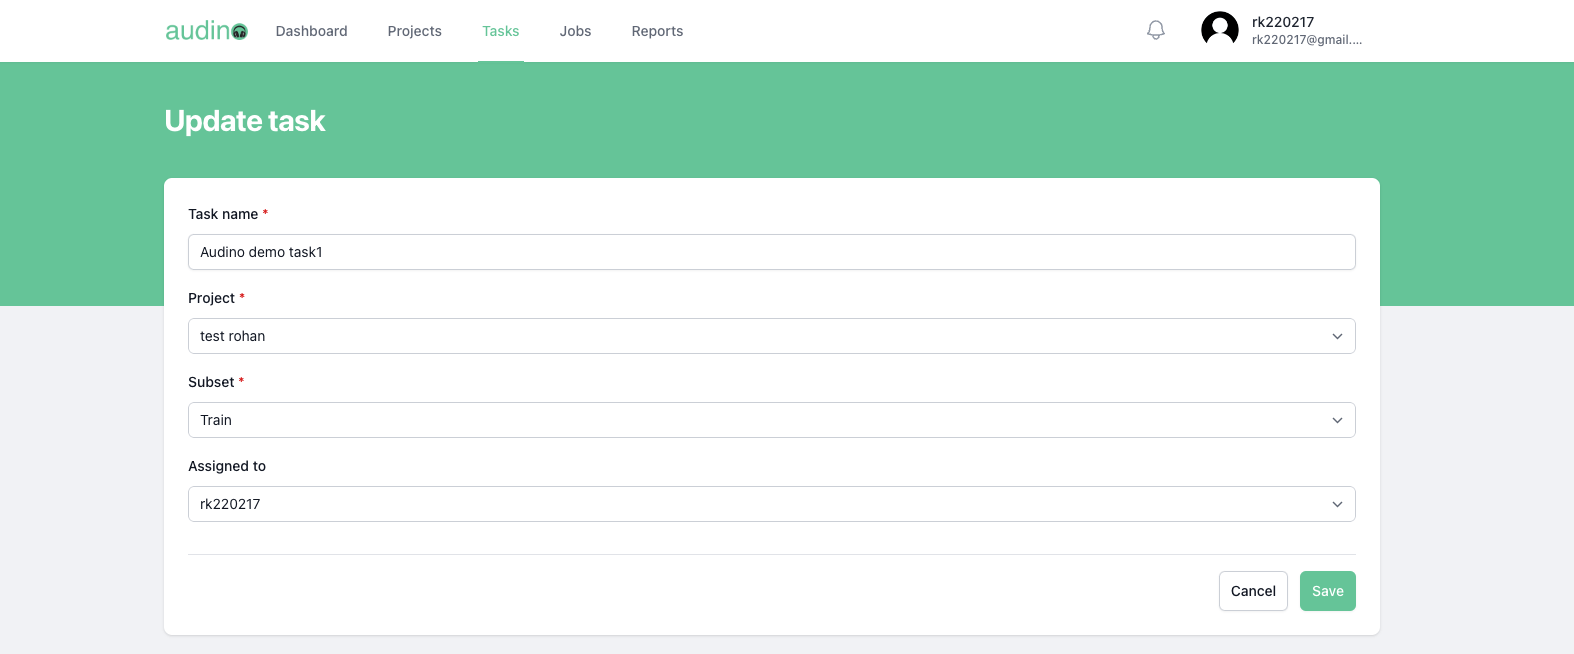 audino Dashboard Projects Tasks Jobs Reports rk220217
rk220217@gmail....
Update task
Task name *
Audino demo task1
Project *
test rohan
Subset *
Train
Assigned to
rk220217
Cancel Save